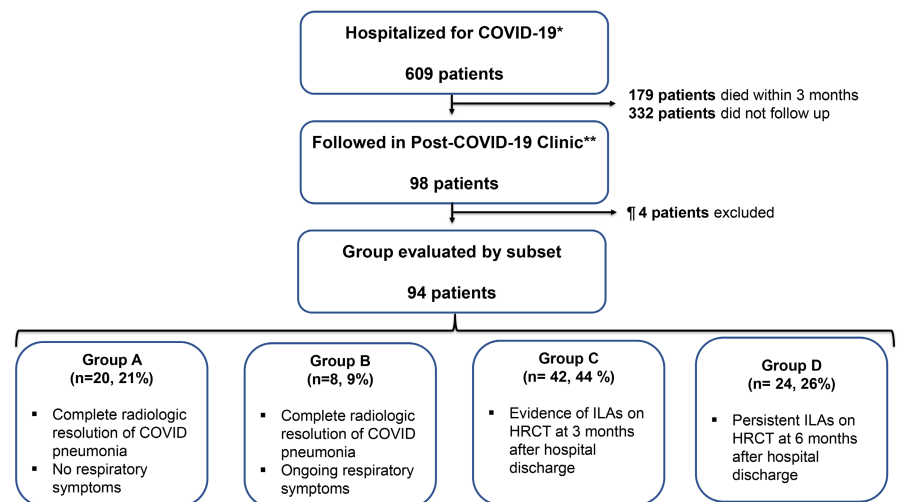 Hospitalized for COVID-19*
609 patients
179 patients died within 3 months
332 patients did not follow up
Followed in Post-COVID-19 Clinic**
98 patients
¶ 4 patients excluded
Group evaluated by subset
94 patients
Group A
(n=20, 21%)
▪ Complete radiologic
resolution of COVID
pneumonia
▪ No respiratory
symptoms
Group B
(n=8, 9%)
▪ Complete radiologic
resolution of COVID
pneumonia
▪ Ongoing respiratory
symptoms
Group C
(n= 42, 44 %)
▪ Evidence of ILAs on
HRCT at 3 months
after hospital
discharge
Group D
(n= 24, 26%)
▪ Persistent ILAs on
HRCT at 6 months
after hospital
discharge